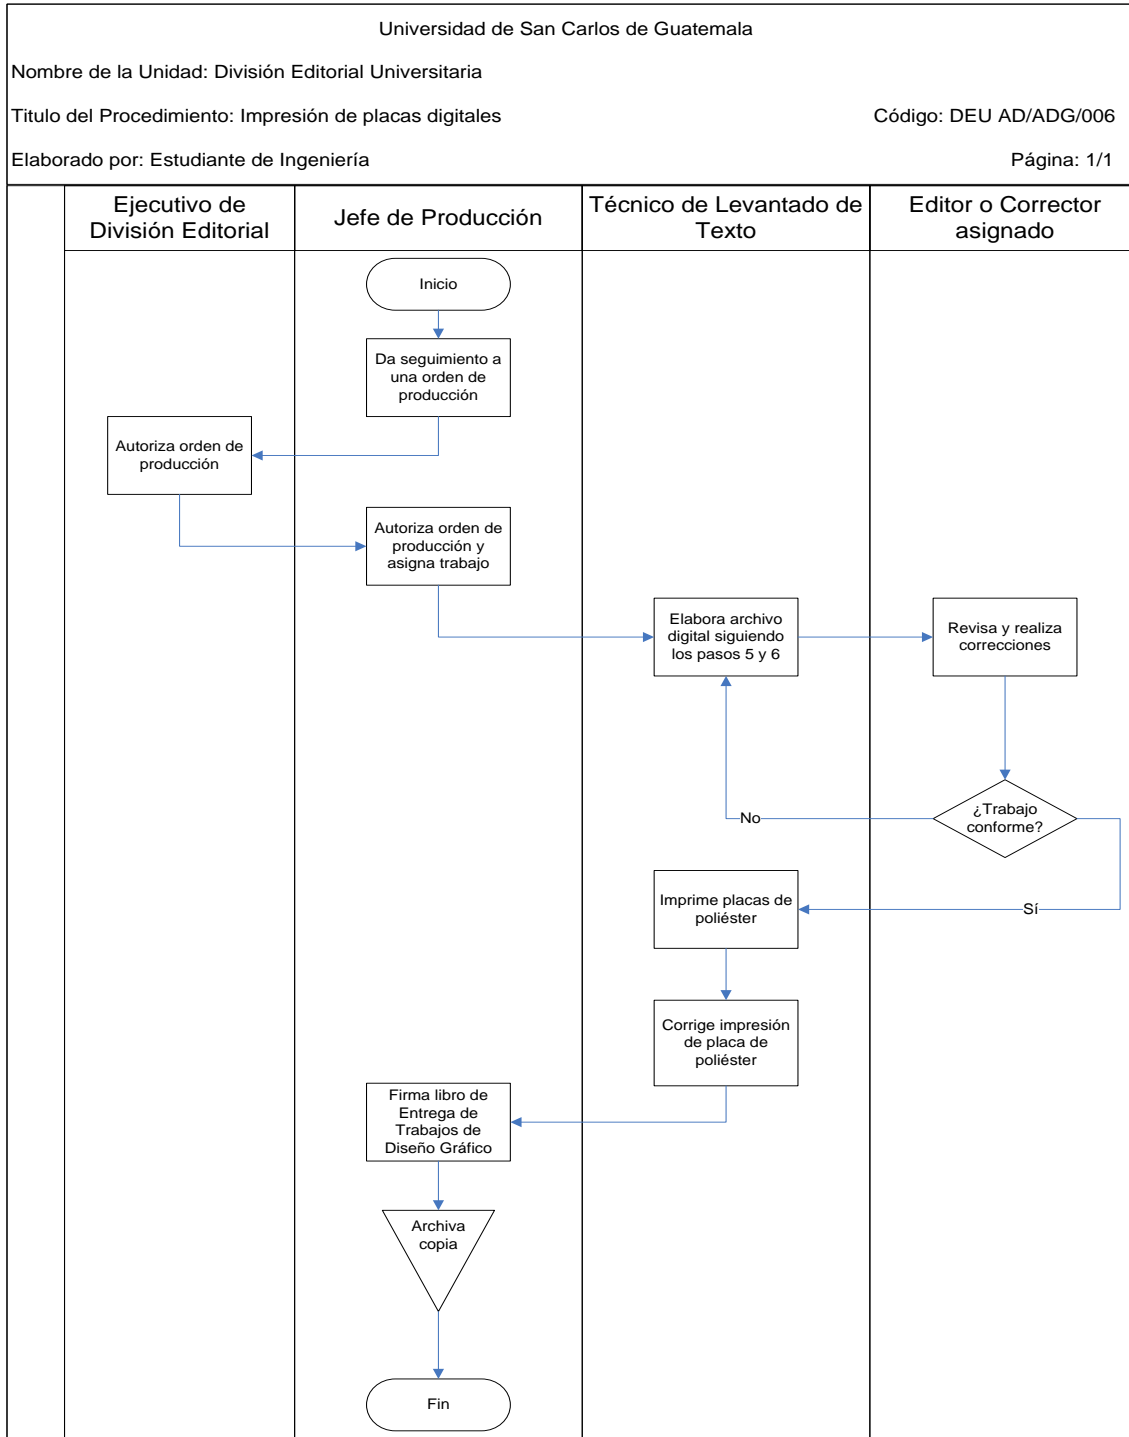 Universidad de San Carlos de Guatemala
Nombre de la Unidad: División Editorial Universitaria
Titulo del Procedimiento: Impresión de placas digitales
Código: DEU AD/ADG/006
Elaborado por: Estudiante de Ingeniería
Página: 1/1
Ejecutivo de
División Editorial
Jefe de Producción
Técnico de Levantado de
Texto
Editor o Corrector
asignado
Inicio
Da seguimiento a
una orden de
producción
Autoriza orden de
producción
Autoriza orden de
producción y
asigna trabajo
Elabora archivo
digital siguiendo
los pasos 5 y 6
Revisa y realiza
correcciones
¿Trabajo
conforme?
No
Sí
Imprime placas de
poliéster
Corrige impresión
de placa de
poliéster
Firma libro de
Entrega de
Trabajos de
Diseño Gráfico
Archiva
copia
Fin